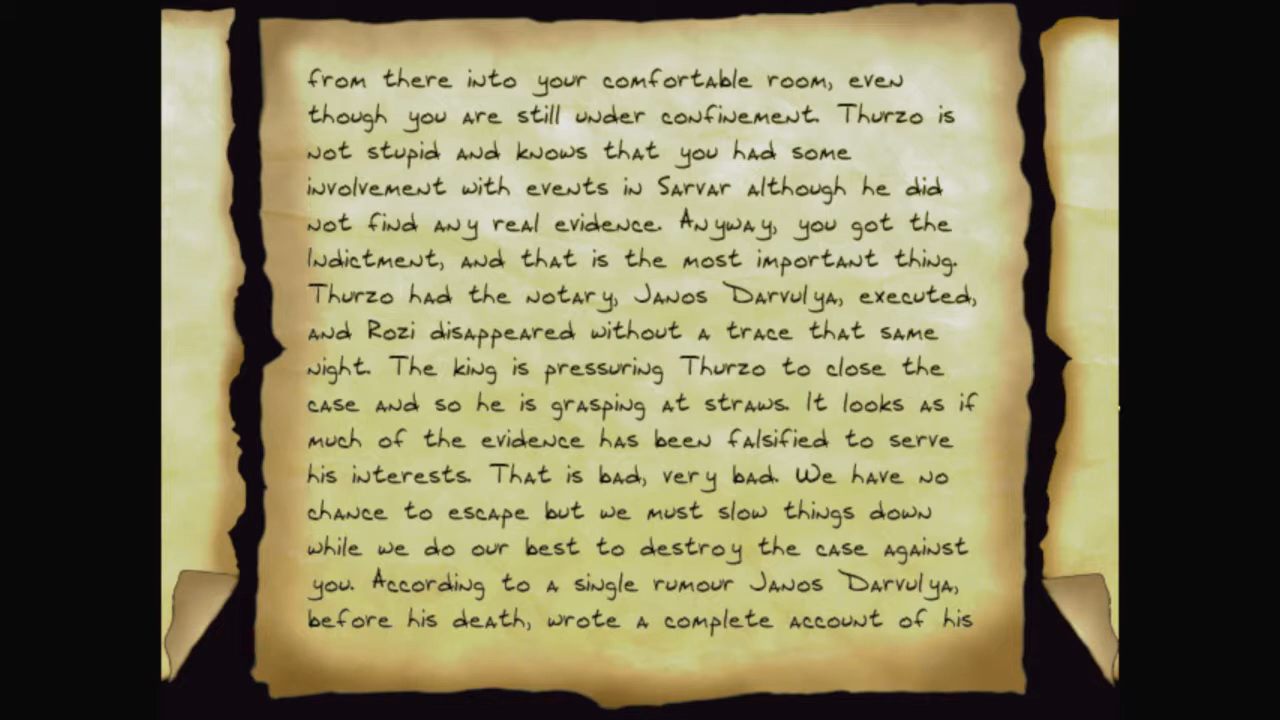 from there into your comfortable room, even
though you are still under confinement. Thurzo is
not stupid and knows that you had some
involvement with events in Sarvar although he did
not find any real evidence. Anyway, you got the
Indictment, and that is the most important thing.
Thurzo had the notary, Janos Darvulya, executed,
and Rozi disappeared without a trace that same
night. The king is pressuring Thurzo to close the
case and so he is grasping at straws. It looks as if
much of the evidence has been falsified to serve
his interests. That is bad, very bad. We have no
chance to escape but we must slow things down
while we do our best to destroy the case against
you. According to a single rumour Janos Darvulya,
before his death, wrote a complete account of his